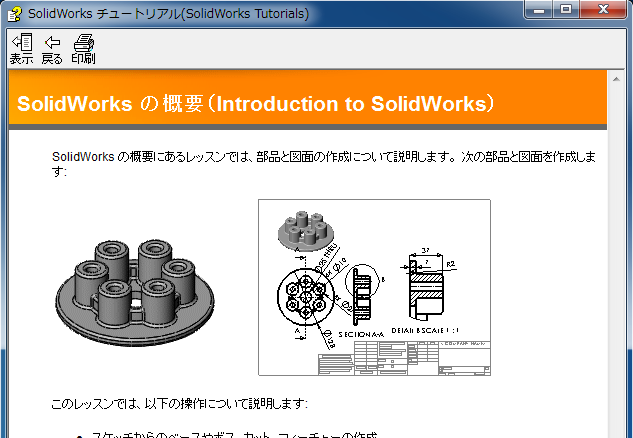 SolidWorks チュートリアル(SolidWorks Tutorials)
表示 戻る 印刷
SolidWorks の概要（Introduction to SolidWorks）
SolidWorks の概要にあるレッスンでは、部品と図面の作成について説明します。次の部品と図面を作成しま
す:
37
7
R2
A
B
A
SECTION A-A
DETAIL B SCALE 1 : 1
このレッスンでは、以下の操作について説明します:
スケッチからのベースやボス、カット、フィーチャーの作成